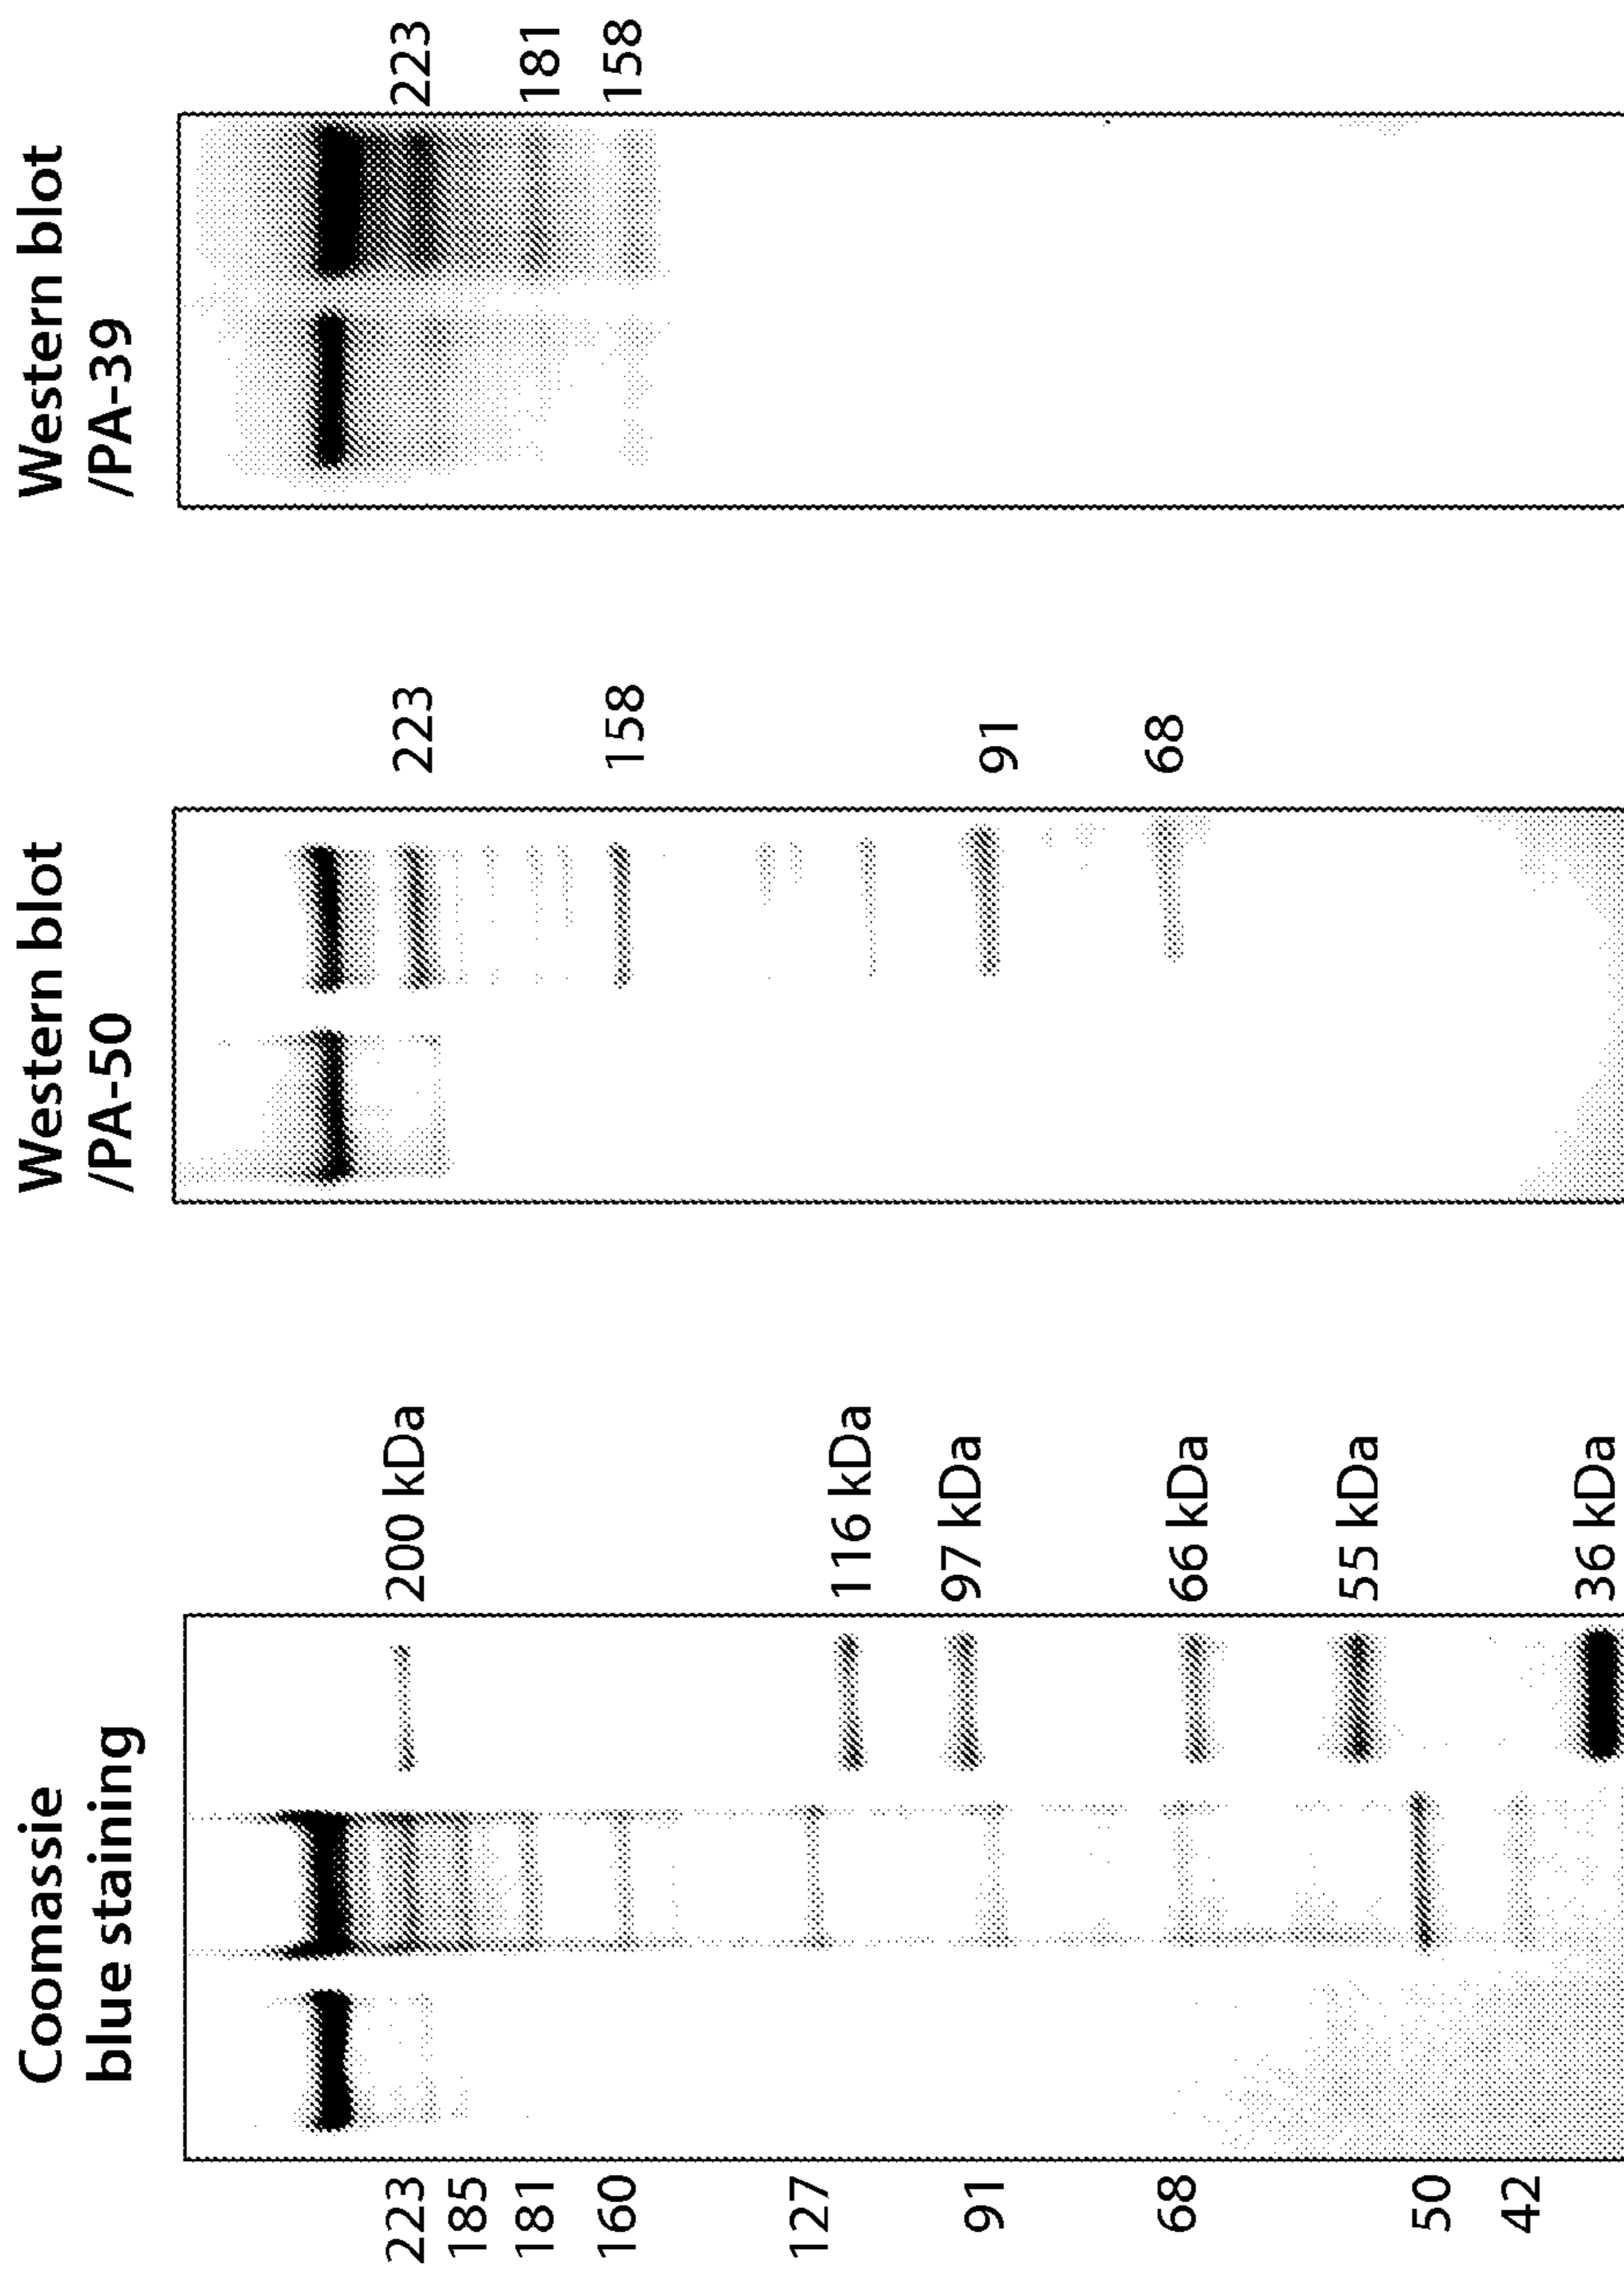 Coomassie
blue staining
223
185
181
160
127
91
68
50
42
200 kDa
116 kDa
97 kDa
66 kDa
55 kDa
36 kDa
Western blot
/PA-50
223
158
91
68
Western blot
/PA-39
223
181
158